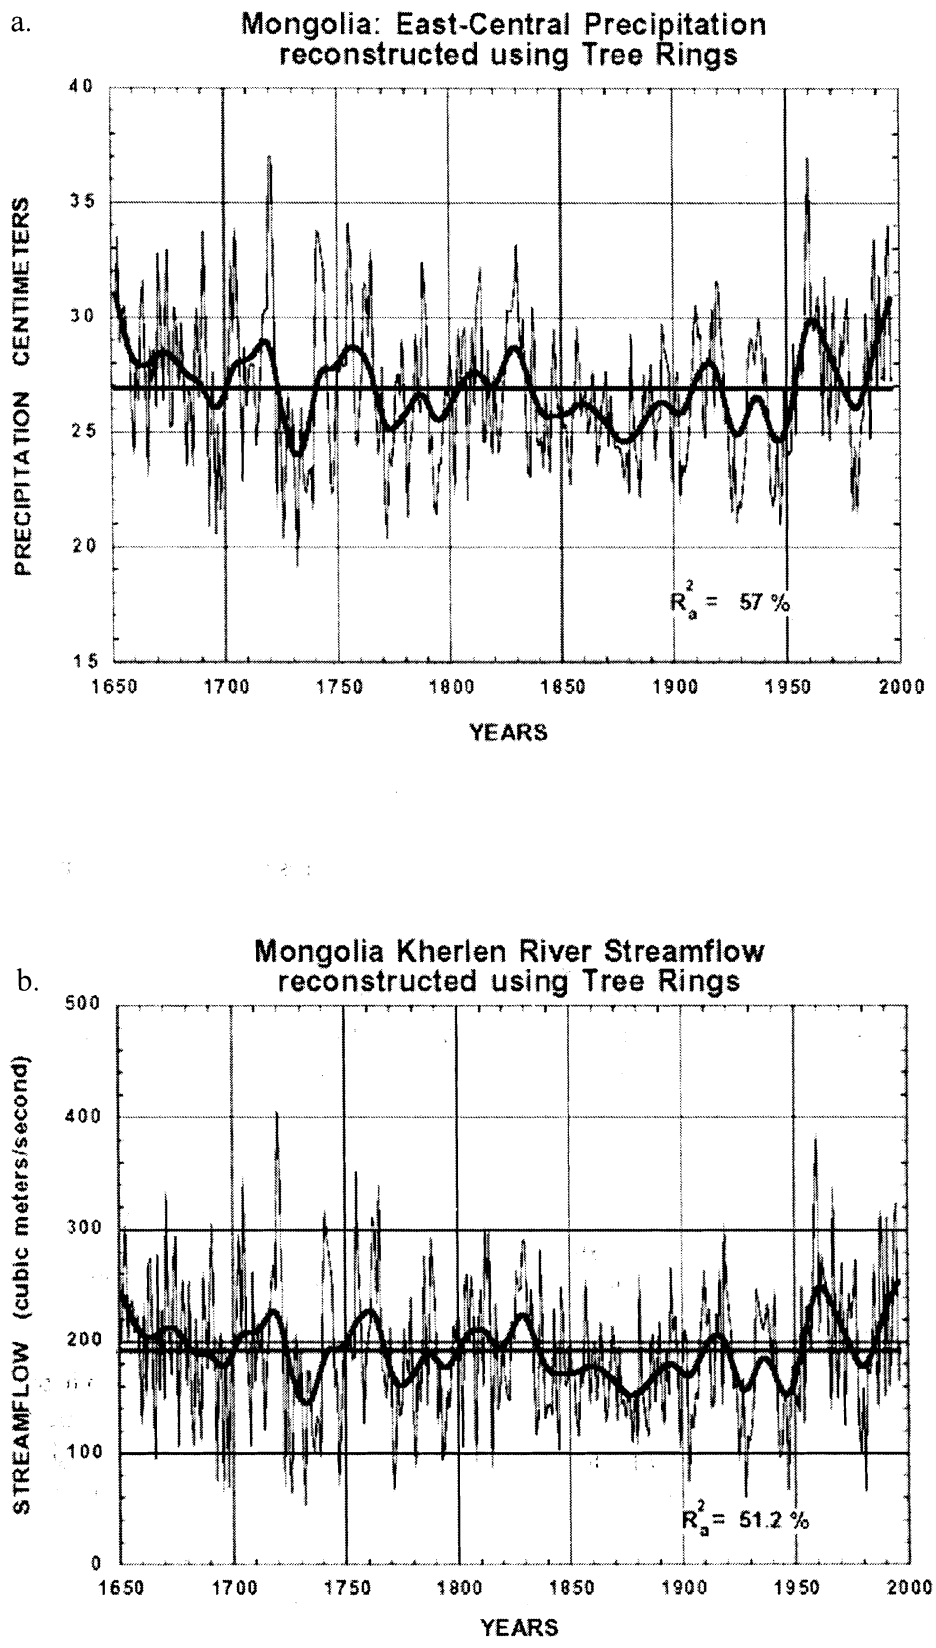 a.
Mongolia: East-Central Precipitation
reconstructed using Tree Rings
PRECIPITATION CENTIMETERS
40
35
30
25
20
15
R²ₐ = 57 %
1650 1700 1750 1800 1850 1900 1950 2000
YEARS
b.
Mongolia Kherlen River Streamflow
reconstructed using Tree Rings
STREAMFLOW (cubic meters/second)
500
400
300
200
100
0
R²ₐ = 51.2 %
1650 1700 1750 1800 1850 1900 1950 2000
YEARS